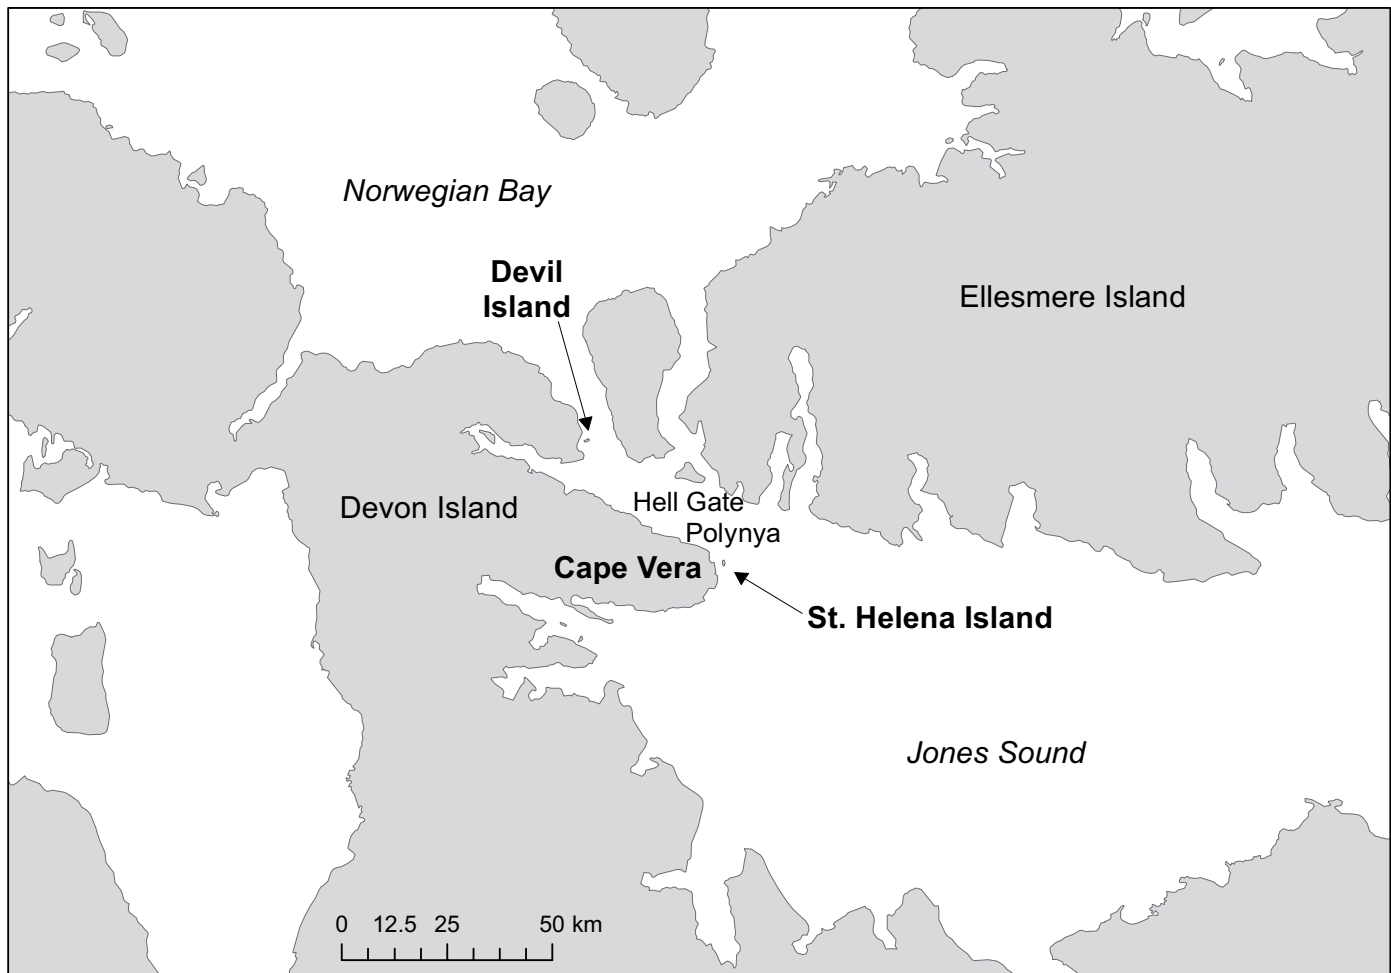 Norwegian Bay
Devil
Island
Ellesmere Island
Hell Gate
Devon Island
Polynya
Cape Vera
St. Helena Island
Jones Sound
0 12.5 25 50 km